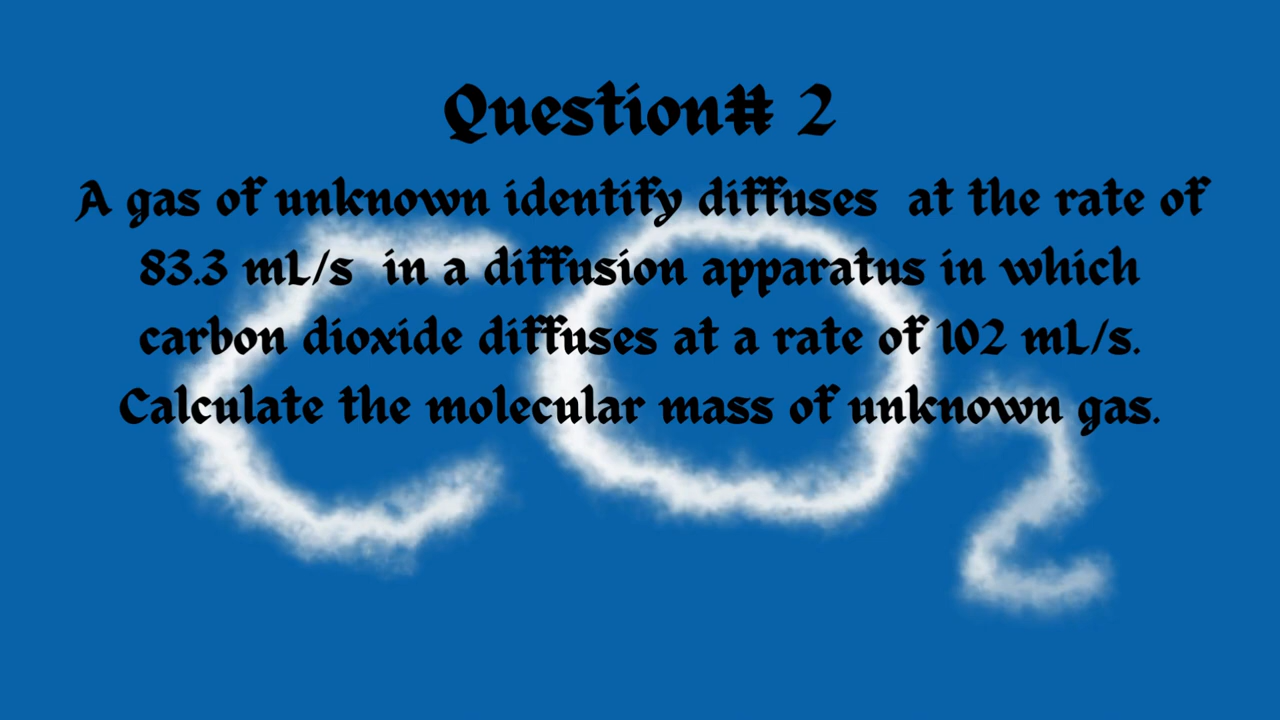 Question# 2
A gas of unknown identify diffuses at the rate of
83.3 mL/s in a diffusion apparatus in which
carbon dioxide diffuses at a rate of 102 mL/s.
Calculate the molecular mass of unknown gas.
CO2